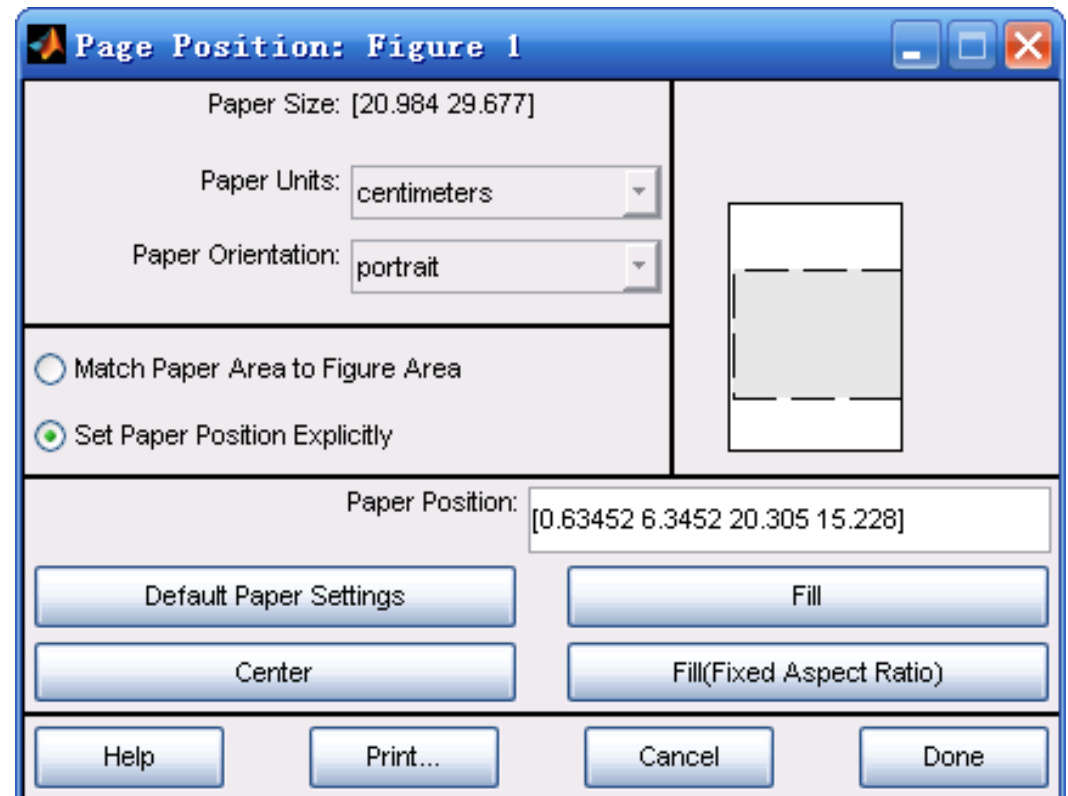 Page Position: Figure 1
Paper Size: [20.984 29.677]
Paper Units: centimeters
Paper Orientation: portrait
Match Paper Area to Figure Area
Set Paper Position Explicitly
Paper Position: [0.63452 6.3452 20.305 15.228]
Default Paper Settings Fill
Center Fill(Fixed Aspect Ratio)
Help Print... Cancel Done